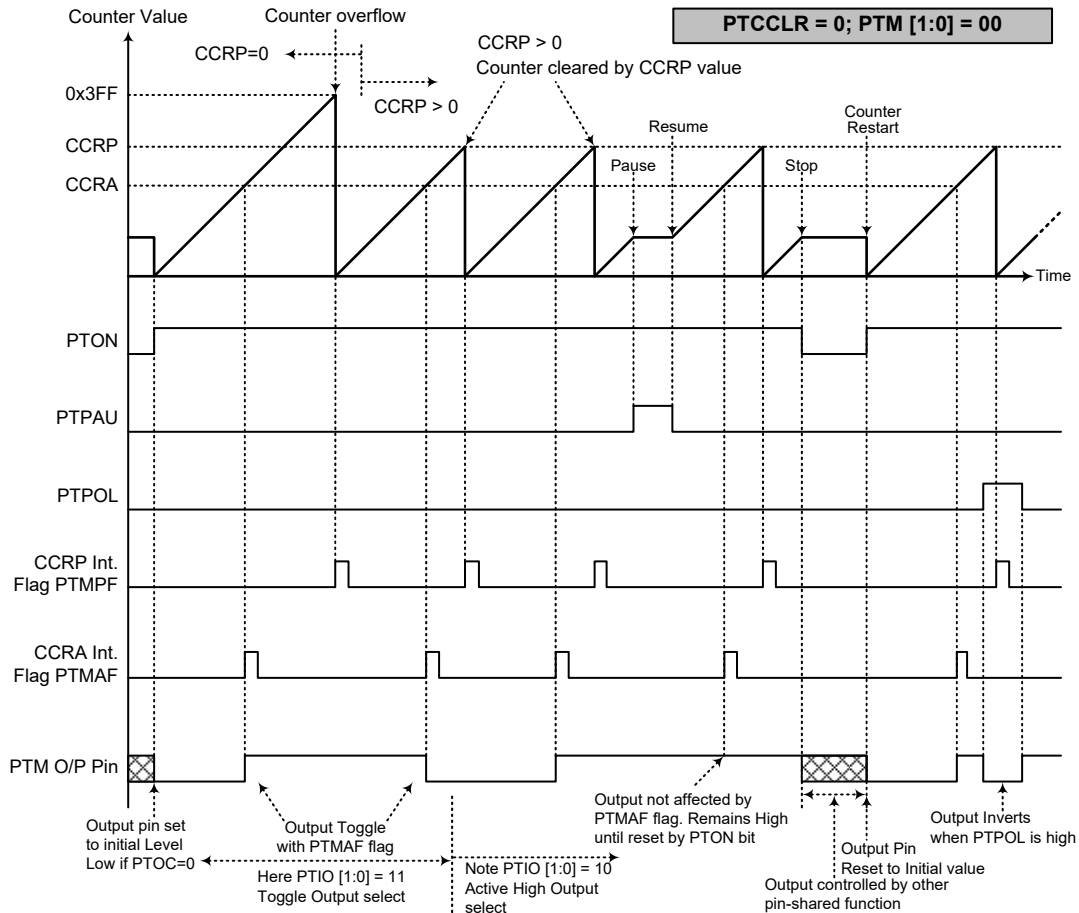 Counter Value
Counter overflow
PTCCLR = 0; PTM [1:0] = 00
CCRP=0
CCRP > 0
CCRP > 0
Counter cleared by CCRP value
0x3FF
CCRP
CCRA
Pause
Resume
Stop
Counter
Restart
Time
PTON
PTPAU
PTPOL
CCRP Int.
Flag PTMPF
CCRA Int.
Flag PTMAF
PTM O/P Pin
Output pin set
to initial Level
Low if PTOC=0
Output Toggle
with PTMAF flag
Here PTIO [1:0] = 11
Toggle Output select
Note PTIO [1:0] = 10
Active High Output
select
Output not affected by
PTMAF flag. Remains High
until reset by PTON bit
Output Pin
Reset to Initial value
Output controlled by other
pin-shared function
Output Inverts
when PTPOL is high